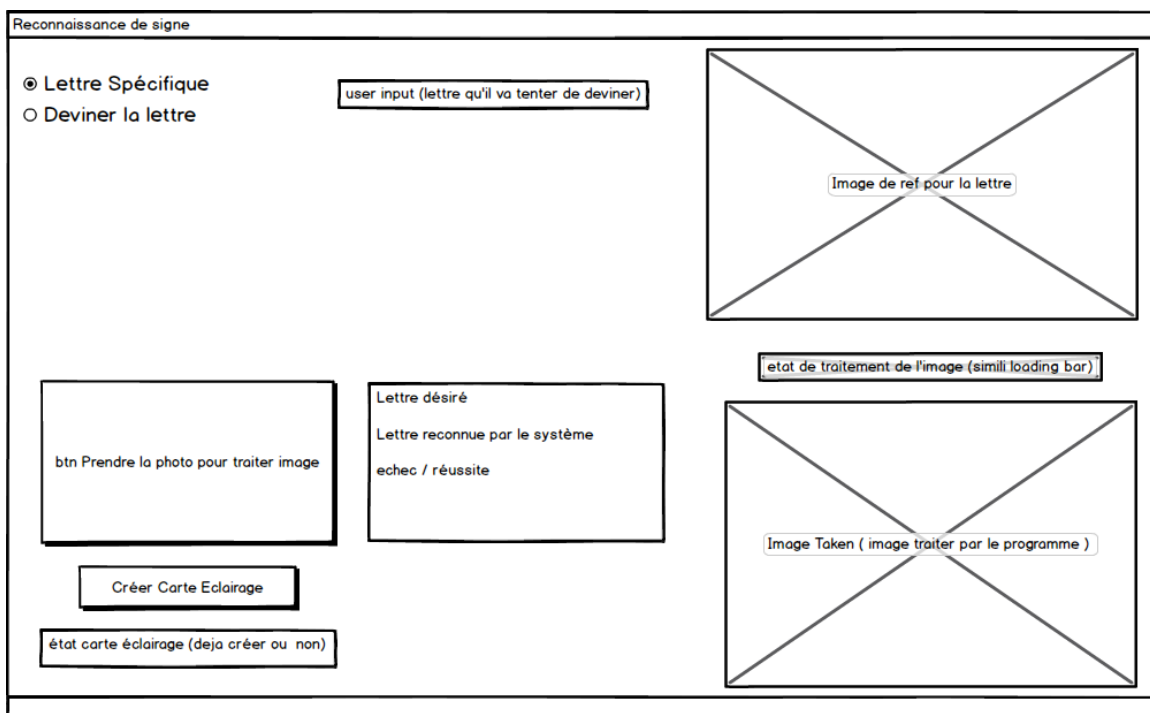 Reconnaissance de signe
Lettre Spécifique
Deviner la lettre
user input (lettre qu'il va tenter de deviner)
Image de ref pour la lettre
etat de traitement de l'image (simili loading bar)
btn Prendre la photo pour traiter image
Lettre désiré
Lettre reconnue par le système
echec / réussite
Image Taken ( image traiter par le programme )
Créer Carte Eclairage
état carte éclairage (deja créer ou non)